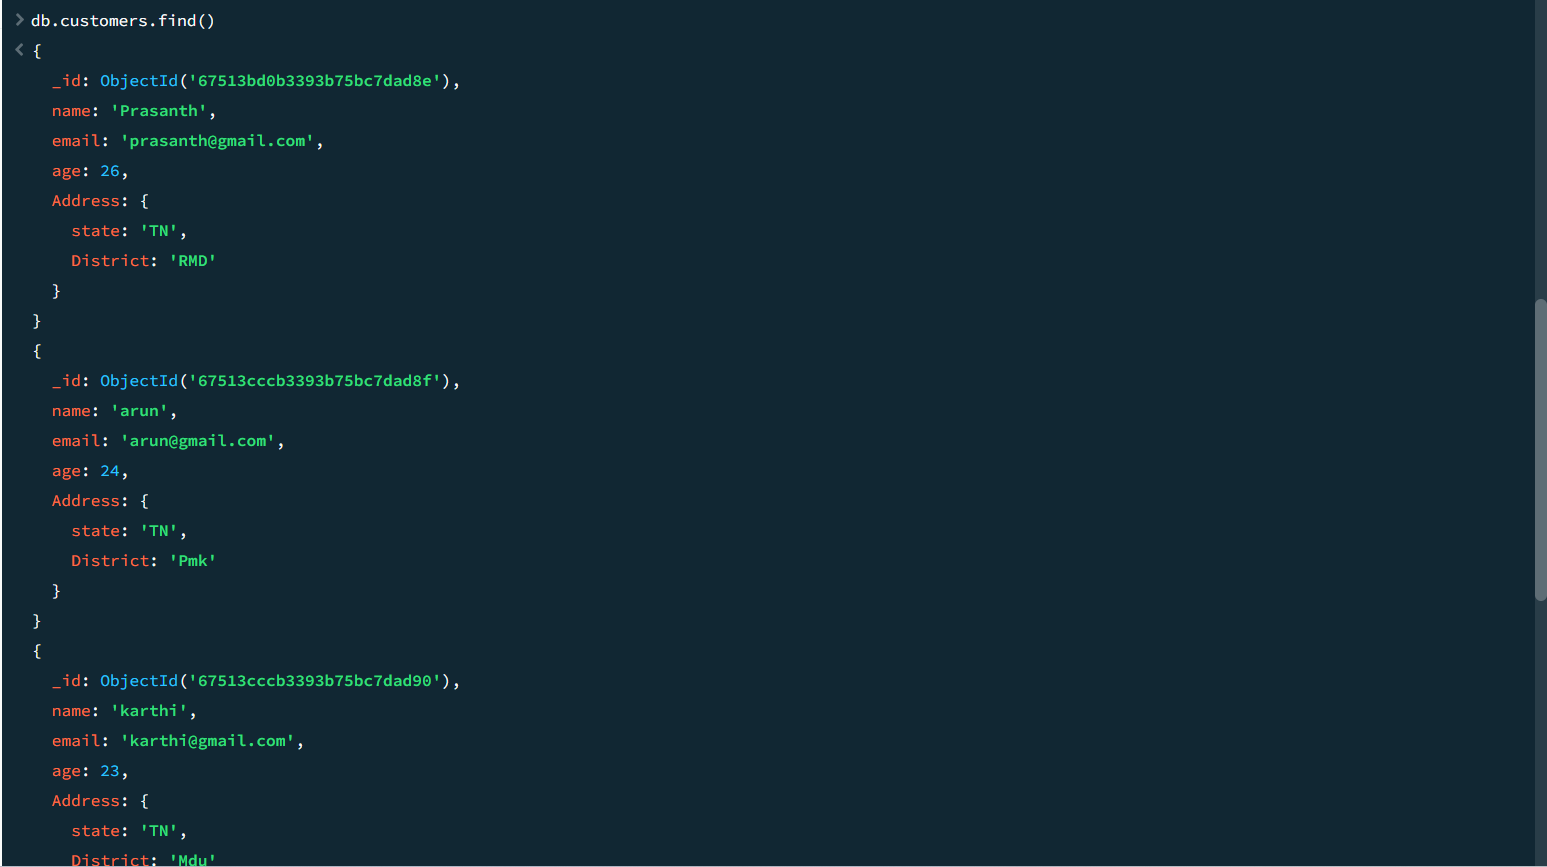 > db.customers.find()
< {
_id: ObjectId('67513bd0b3393b75bc7dad8e'),
name: 'Prasanth',
email: 'prasanth@gmail.com',
age: 26,
Address: {
state: 'TN',
District: 'RMD'
}
}
{
_id: ObjectId('67513cccb3393b75bc7dad8f'),
name: 'arun',
email: 'arun@gmail.com',
age: 24,
Address: {
state: 'TN',
District: 'Pmk'
}
}
{
_id: ObjectId('67513cccb3393b75bc7dad90'),
name: 'karthi',
email: 'karthi@gmail.com',
age: 23,
Address: {
state: 'TN',
District: 'Mdu'